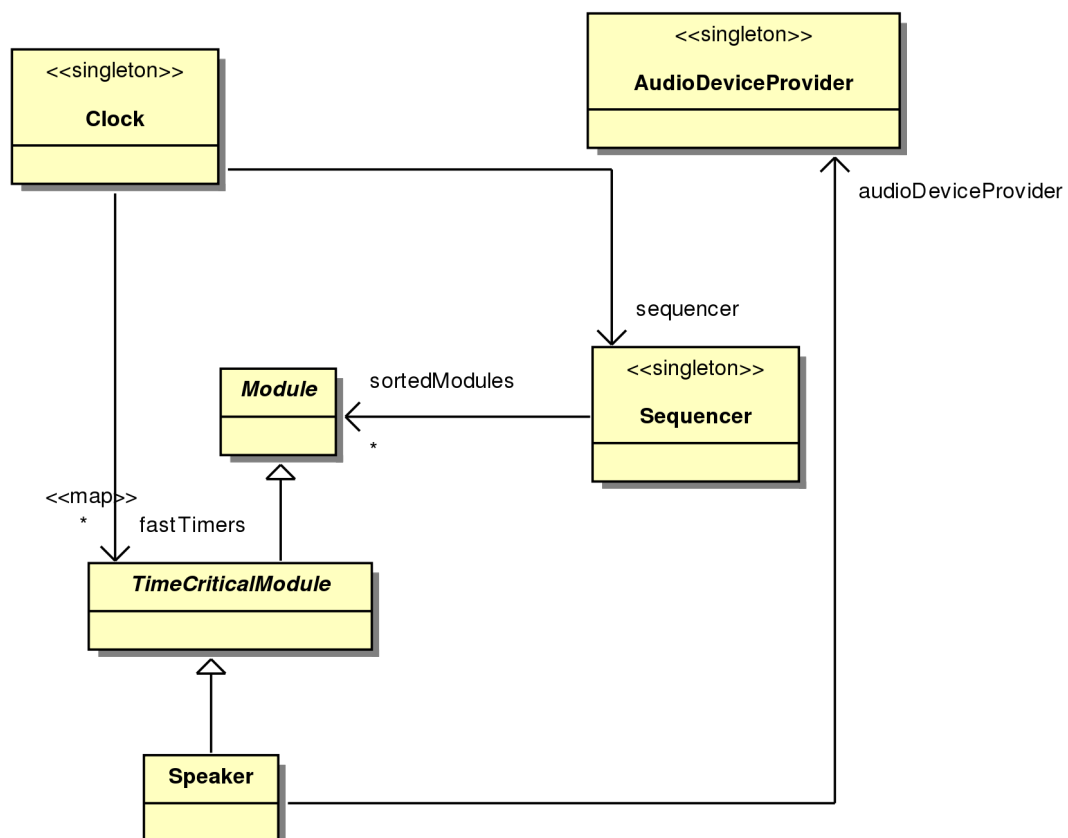 <<singleton>>
AudioDeviceProvider
<<singleton>>
Clock
audioDeviceProvider
sequencer
<<singleton>>
Sequencer
sortedModules
*
Module
<<map>>
*
fastTimers
TimeCriticalModule
Speaker